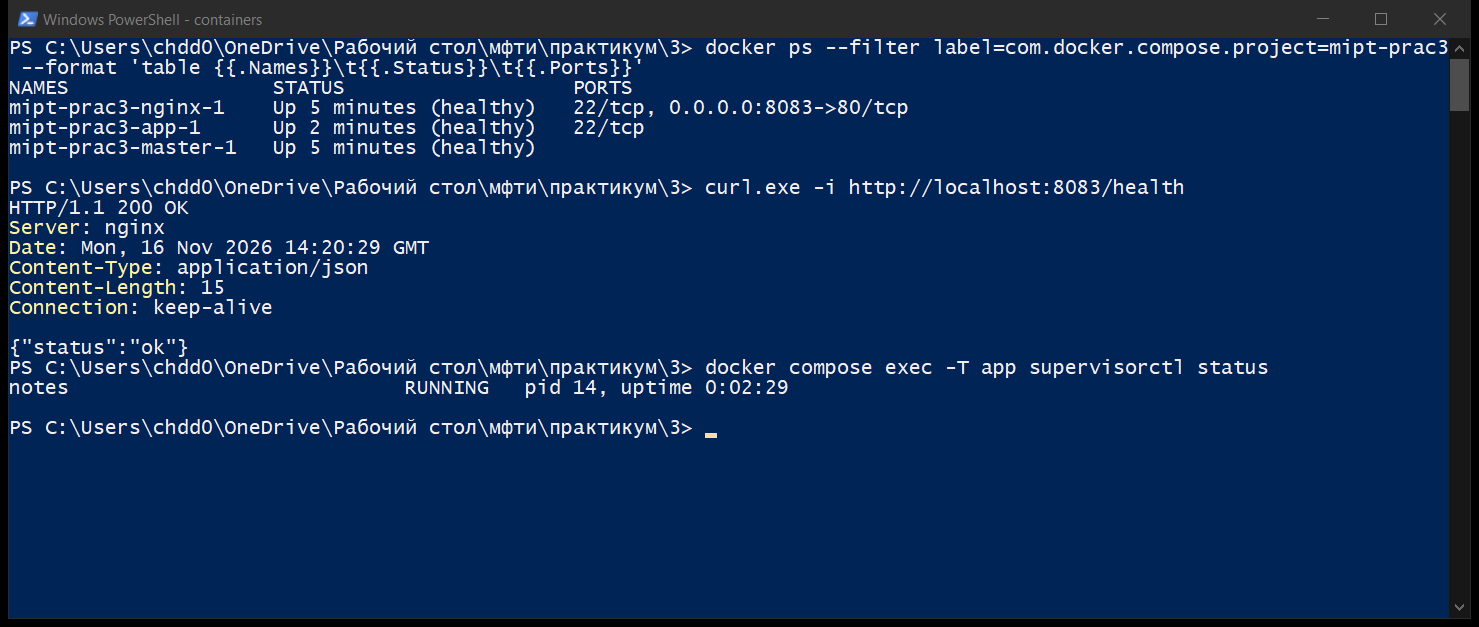 Windows PowerShell - containers
PS C:\Users\chdd0\OneDrive\Рабочий стол\мфти\практикум\3> docker ps --filter label=com.docker.compose.project=mipt-prac3
 --format 'table {{.Names}}\t{{.Status}}\t{{.Ports}}'
NAMES                 STATUS                   PORTS
mipt-prac3-nginx-1    Up 5 minutes (healthy)   22/tcp, 0.0.0.0:8083->80/tcp
mipt-prac3-app-1      Up 2 minutes (healthy)   22/tcp
mipt-prac3-master-1   Up 5 minutes (healthy)
PS C:\Users\chdd0\OneDrive\Рабочий стол\мфти\практикум\3> curl.exe -i http://localhost:8083/health
HTTP/1.1 200 OK
Server: nginx
Date: Mon, 16 Nov 2026 14:20:29 GMT
Content-Type: application/json
Content-Length: 15
Connection: keep-alive
{"status":"ok"}
PS C:\Users\chdd0\OneDrive\Рабочий стол\мфти\практикум\3> docker compose exec -T app supervisorctl status
notes                            RUNNING   pid 14, uptime 0:02:29
PS C:\Users\chdd0\OneDrive\Рабочий стол\мфти\практикум\3>